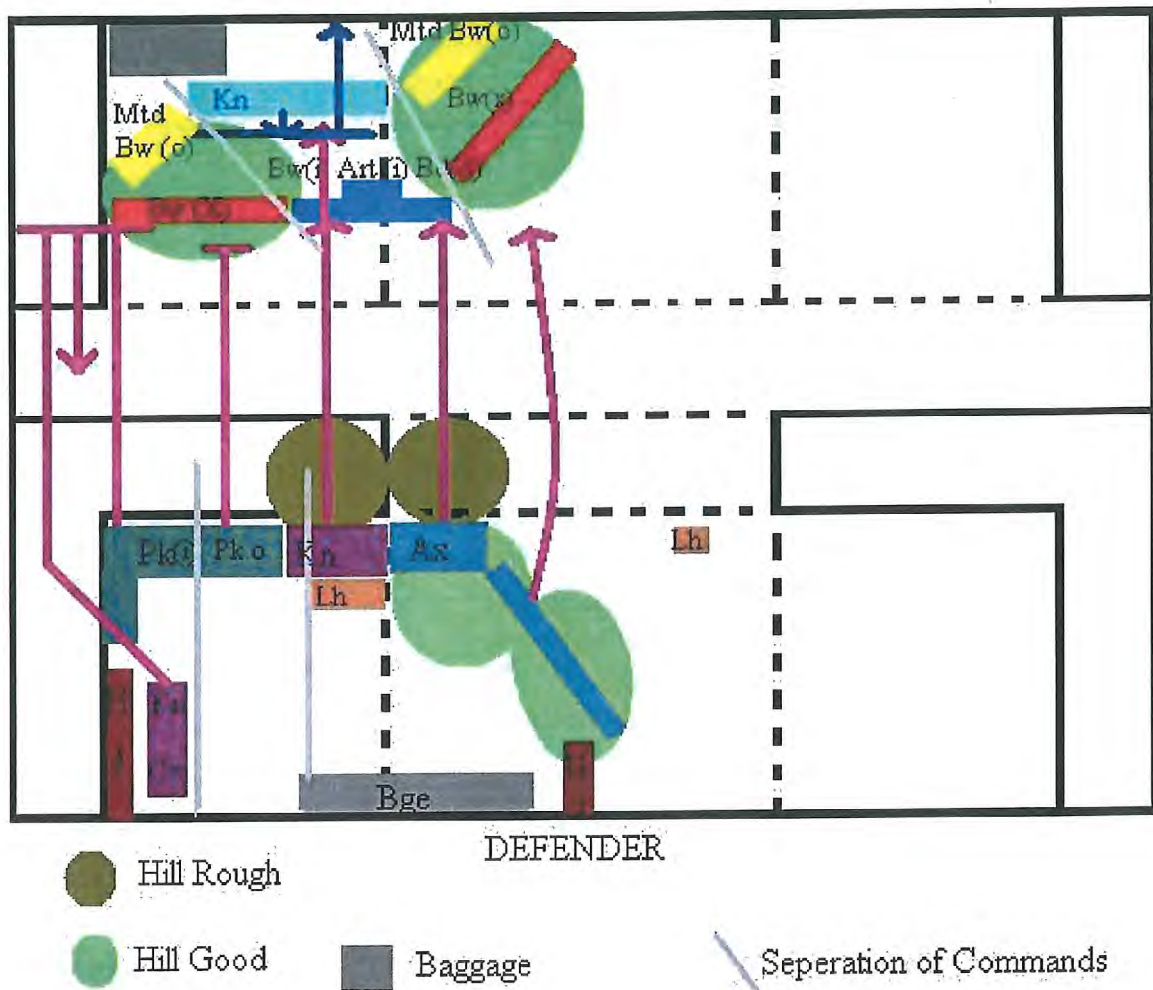 Mtd Bw(o)
Kn
Bw(x)
Mtd
Bw (o)
Art(i)
Pk o
Kn
Ax
Lh
Lh
Bge
DEFENDER
Hill Rough
Hill Good
Baggage
Seperation of Commands